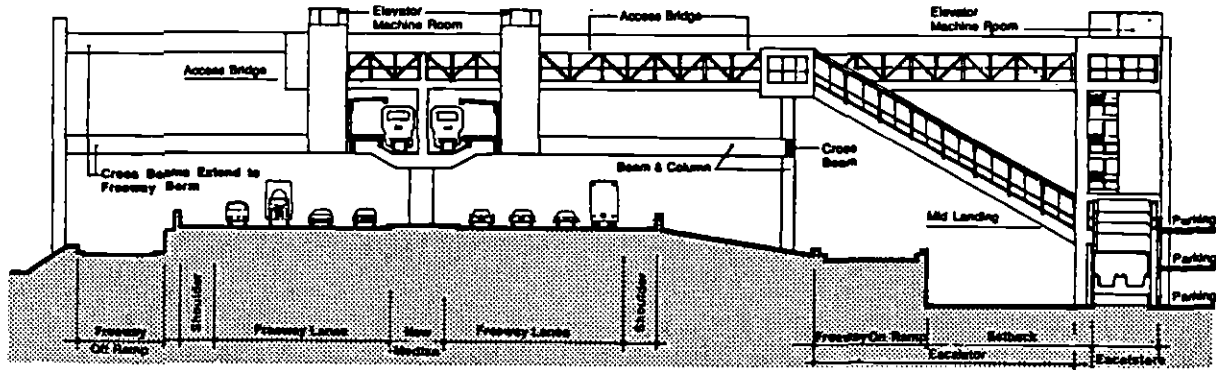 Elevator
Machine Room
Access Bridge
Elevator
Machine Room
Access Bridge
Cross Beams Extend to
Freeway Berm
Beam & Column
Cross
Beam
Mid Landing
Parking
Parking
Parking
Freeway
Off Ramp
Shoulder
Freeway Lanes
New
Median
Freeway Lanes
Shoulder
Freeway On Ramp
Setback
Escalator
Escalators